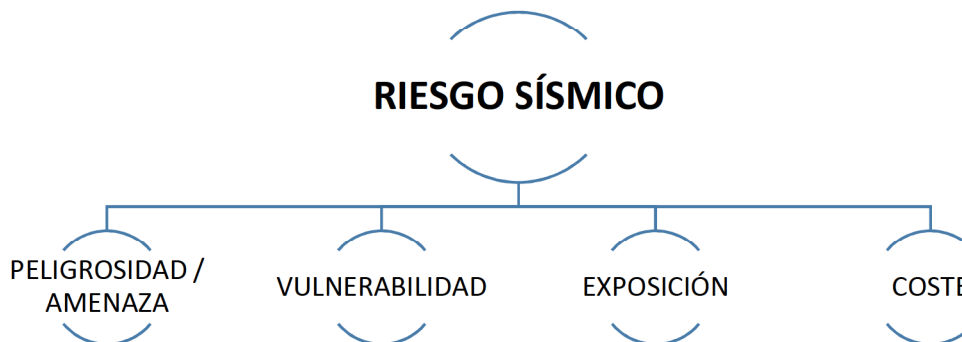 RIESGO SÍSMICO
PELIGROSIDAD /
AMENAZA
VULNERABILIDAD
EXPOSICIÓN
COSTE